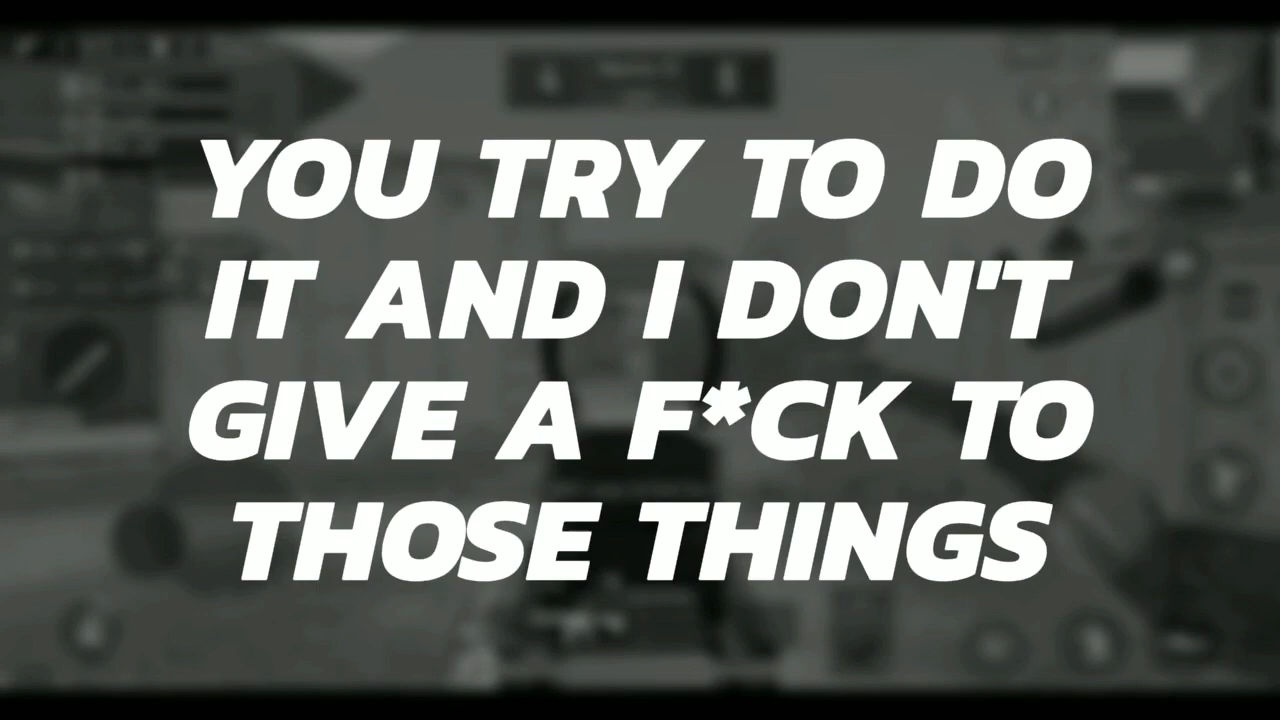 YOU TRY TO DO
IT AND I DON'T
GIVE A F*CK TO
THOSE THINGS